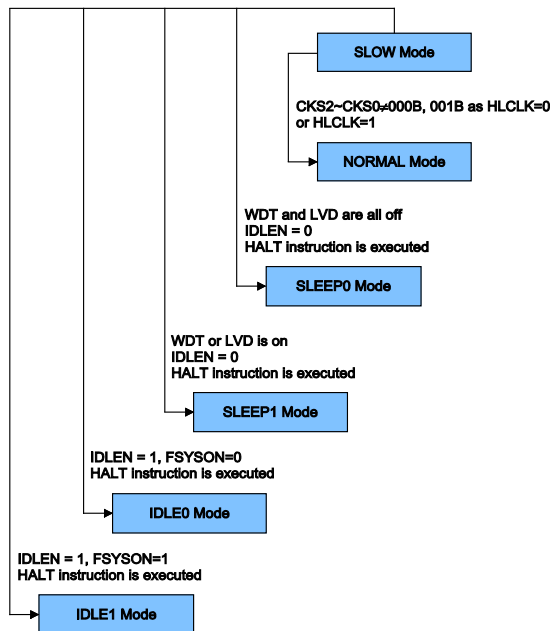 SLOW Mode
CKS2~CKS0≠000B, 001B as HLCLK=0
or HLCLK=1
NORMAL Mode
WDT and LVD are all off
IDLEN = 0
HALT instruction is executed
SLEEP0 Mode
WDT or LVD is on
IDLEN = 0
HALT instruction is executed
SLEEP1 Mode
IDLEN = 1, FSYSON=0
HALT instruction is executed
IDLE0 Mode
IDLEN = 1, FSYSON=1
HALT instruction is executed
IDLE1 Mode